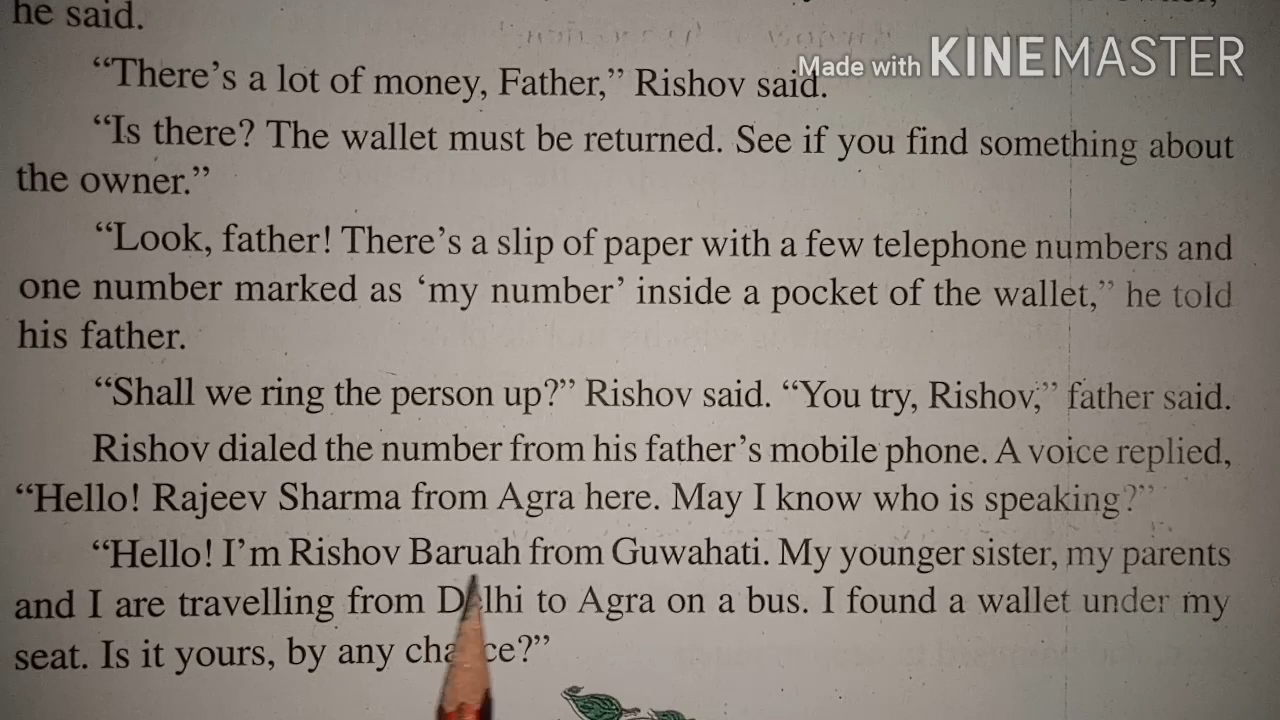 he said.
Made with KINEMASTER
“There’s a lot of money, Father,” Rishov said.
“Is there? The wallet must be returned. See if you find something about
the owner.”
“Look, father! There’s a slip of paper with a few telephone numbers and
one number marked as ‘my number’ inside a pocket of the wallet,” he told
his father.
“Shall we ring the person up?” Rishov said. “You try, Rishov,” father said.
Rishov dialed the number from his father’s mobile phone. A voice replied,
“Hello! Rajeev Sharma from Agra here. May I know who is speaking?”
“Hello! I’m Rishov Baruah from Guwahati. My younger sister, my parents
and I are travelling from Delhi to Agra on a bus. I found a wallet under my
seat. Is it yours, by any chance?”